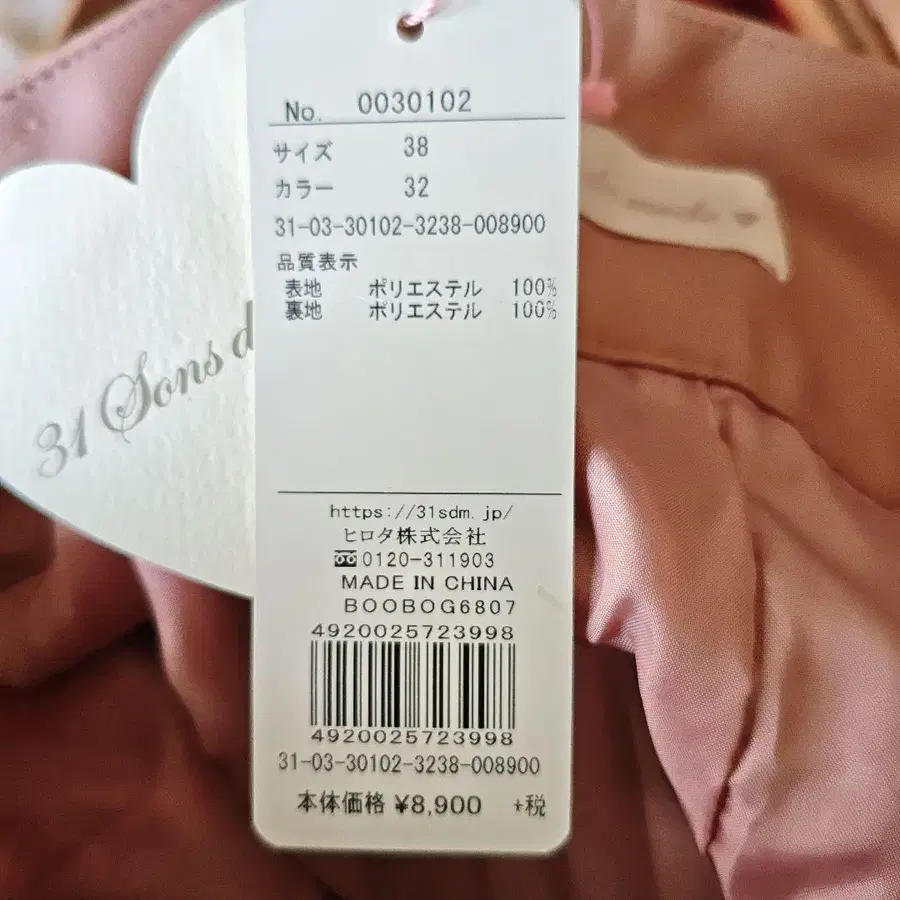 No. 0030102
サイズ 38
カラー 32
31-03-30102-3238-008900
品質表示
表地 ポリエステル 100%
裏地 ポリエステル 100%
31 Sons d
https://31sdm.jp/
ヒロタ株式会社
0120-311903
MADE IN CHINA
BOOBOG6807
4920025723998
4920025723998
31-03-30102-3238-008900
本体価格 ¥8,900 +税